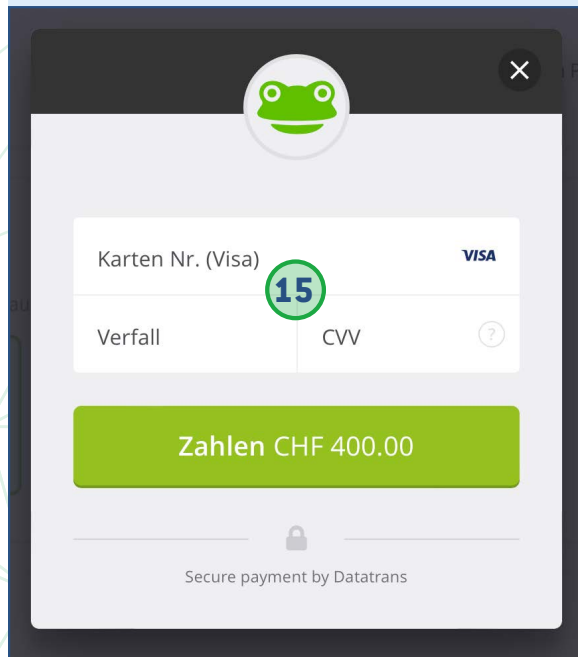 Karten Nr. (Visa) VISA
15
Verfall CVV ?
Zahlen CHF 400.00
Secure payment by Datatrans